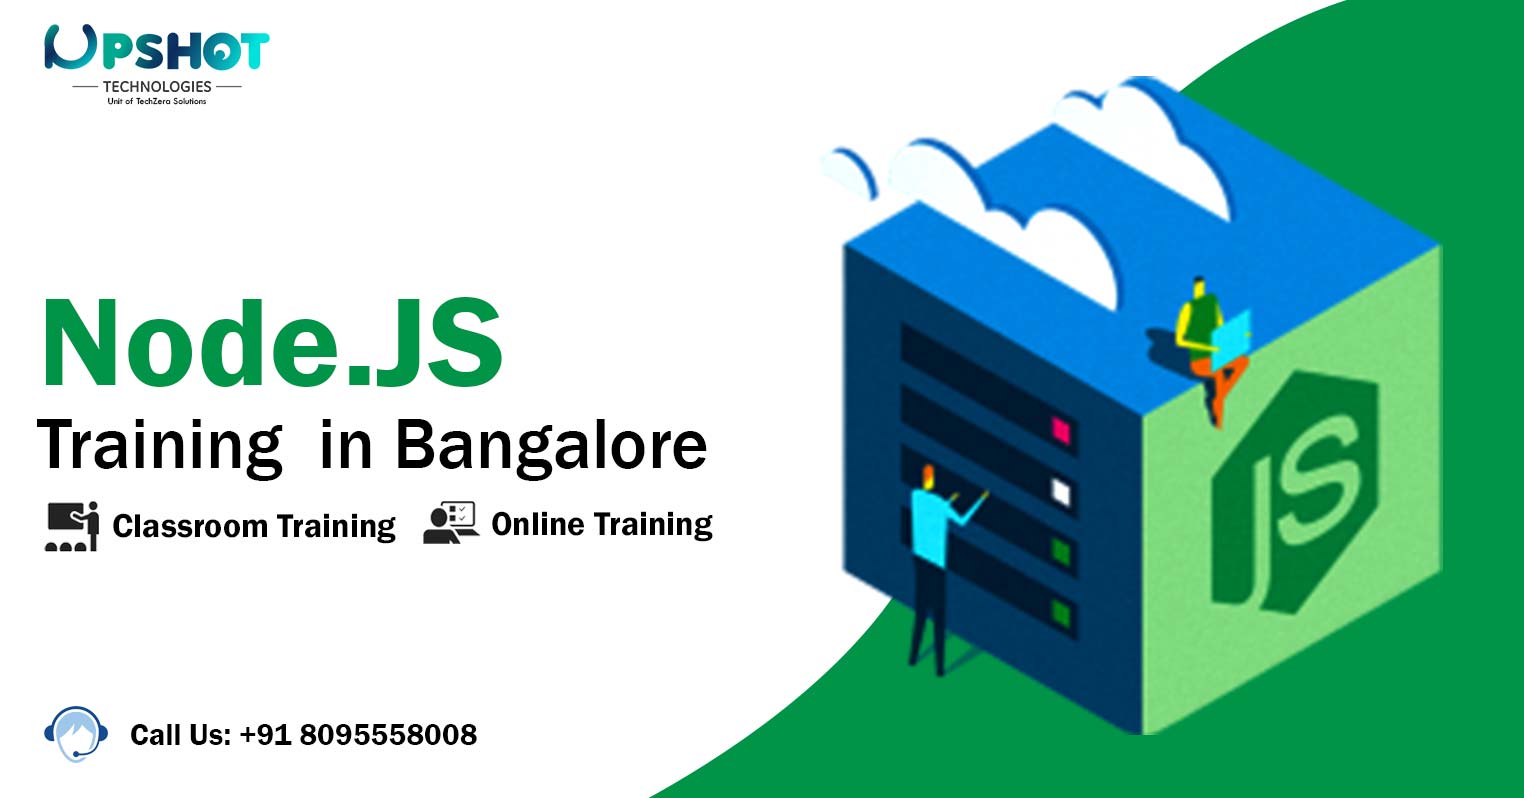 UPSHOT
TECHNOLOGIES
Unit of TechZera Solutions
Node.JS
Training in Bangalore
Classroom Training
Online Training
JS
Call Us: +91 8095558008